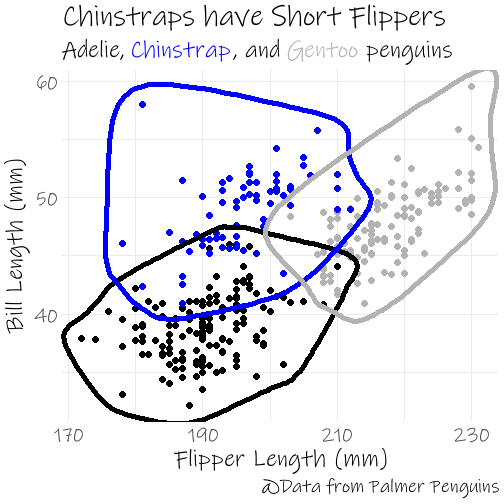 Chinstraps have Short Flippers
Adelie, Chinstrap, and Gentoo penguins
60
50
40
Bill Length (mm)
170 190 210 230
Flipper Length (mm)
@Data from Palmer Penguins